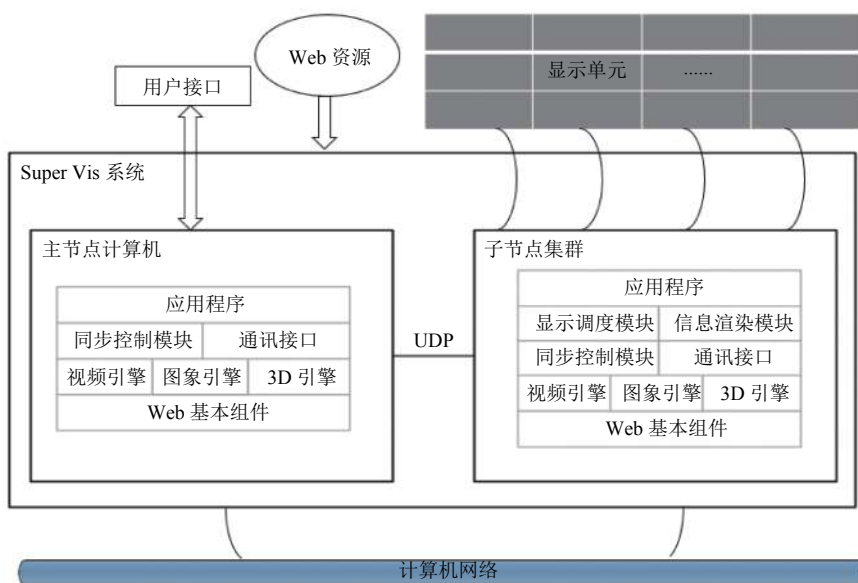 Web 资源
用户接口
显示单元 ......
Super Vis 系统
主节点计算机
应用程序
同步控制模块 通讯接口
视频引擎 图象引擎 3D 引擎
Web 基本组件
UDP
子节点集群
应用程序
显示调度模块 信息渲染模块
同步控制模块 通讯接口
视频引擎 图象引擎 3D 引擎
Web 基本组件
计算机网络